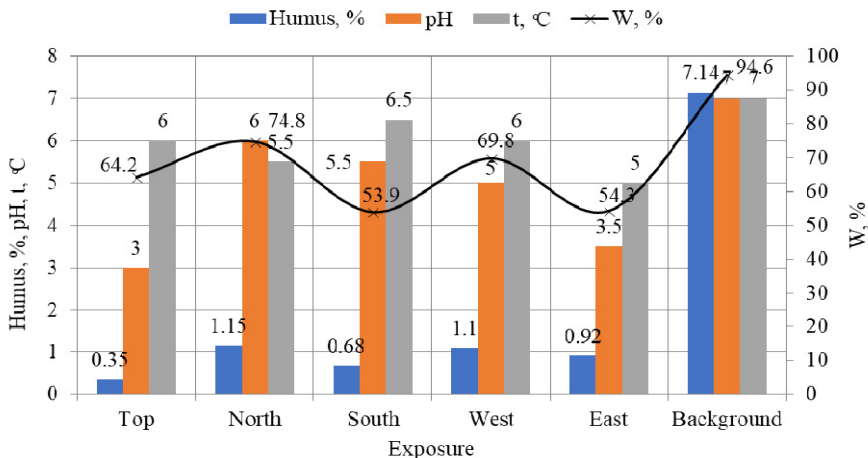 Humus, % pH t, °C W, %
8 100
7.14 7 7 94.6
90
7
6 6 74.8 6.5 6 80
6 64.2 5.5 69.8 70
5.5 5 5 60
5 53.9 54.3
50
4 3.5
3 40
3
30
2
1.15 1.1 20
0.35 0.68 0.92
1 10
0 0
Top North South West East Background
Exposure
Humus, %, pH, t, °C
W, %